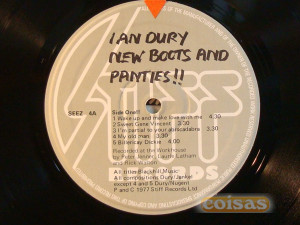 IAN DURY
NEW BOOTS AND
PANTIES!!
SEEZ 4A
Side One!!
1 Wake up and make love with me 4.30
2 Sweet Gene Vincent 3.30
3 I'm partial to your abracadabra 3.30
4 My old man 3.30
5 Billericay Dickie 4.30
Recorded at the Workhouse
by Peter Jenner, Laurie Latham
and Rick Walton
All titles Blackhill Music
All compositions Dury/Jankel
except 4 and 5 Dury/Nugent
P and C 1977 Stiff Records Ltd
coisas